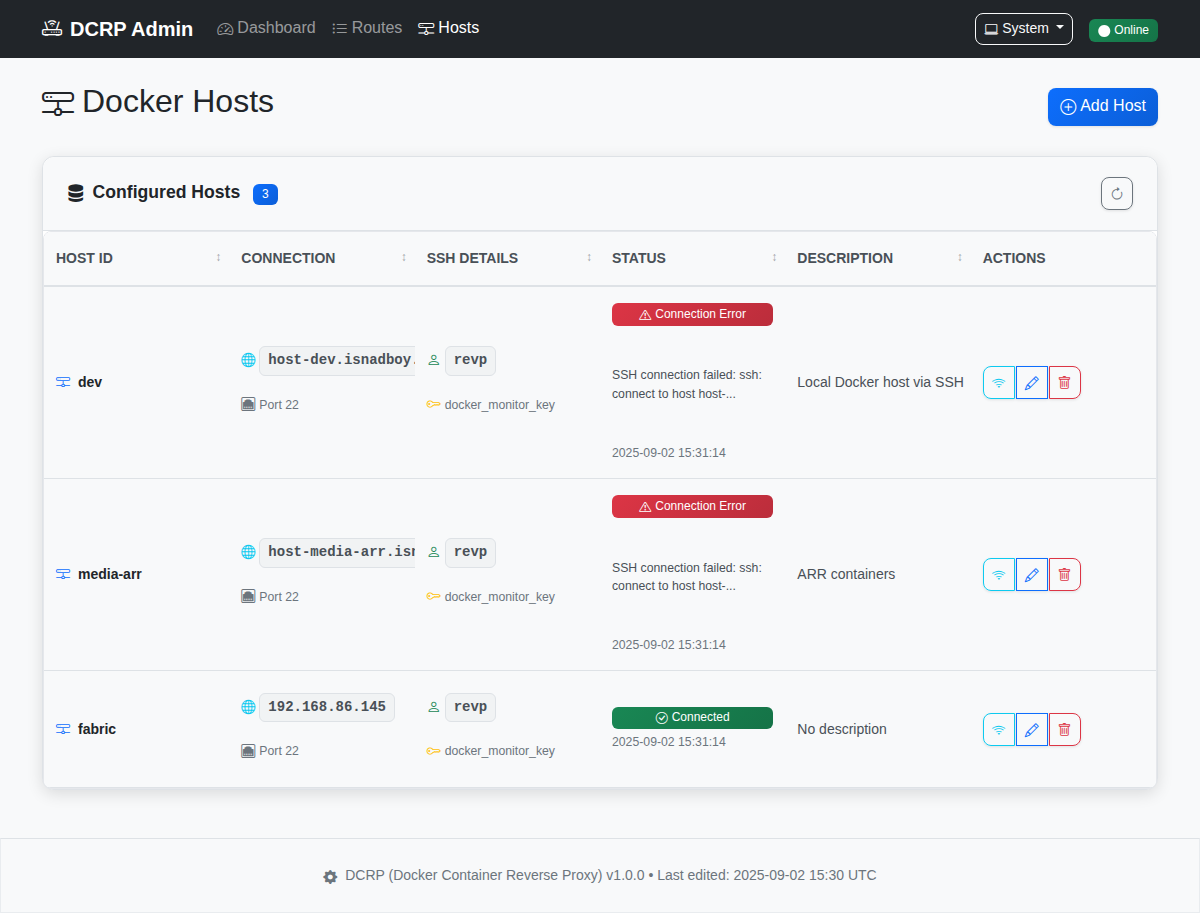 DCRP Admin Dashboard Routes Hosts System Online
Docker Hosts
Add Host
Configured Hosts 3
HOST ID CONNECTION SSH DETAILS STATUS DESCRIPTION ACTIONS
Connection Error
host-dev.isnadboy. revp
SSH connection failed: ssh:
dev Local Docker host via SSH
connect to host host-...
Port 22 docker_monitor_key
2025-09-02 15:31:14
Connection Error
host-media-arr.isn revp
SSH connection failed: ssh:
media-arr ARR containers
connect to host host-...
Port 22 docker_monitor_key
2025-09-02 15:31:14
192.168.86.145 revp
Connected
fabric No description
2025-09-02 15:31:14
Port 22 docker_monitor_key
DCRP (Docker Container Reverse Proxy) v1.0.0 • Last edited: 2025-09-02 15:30 UTC